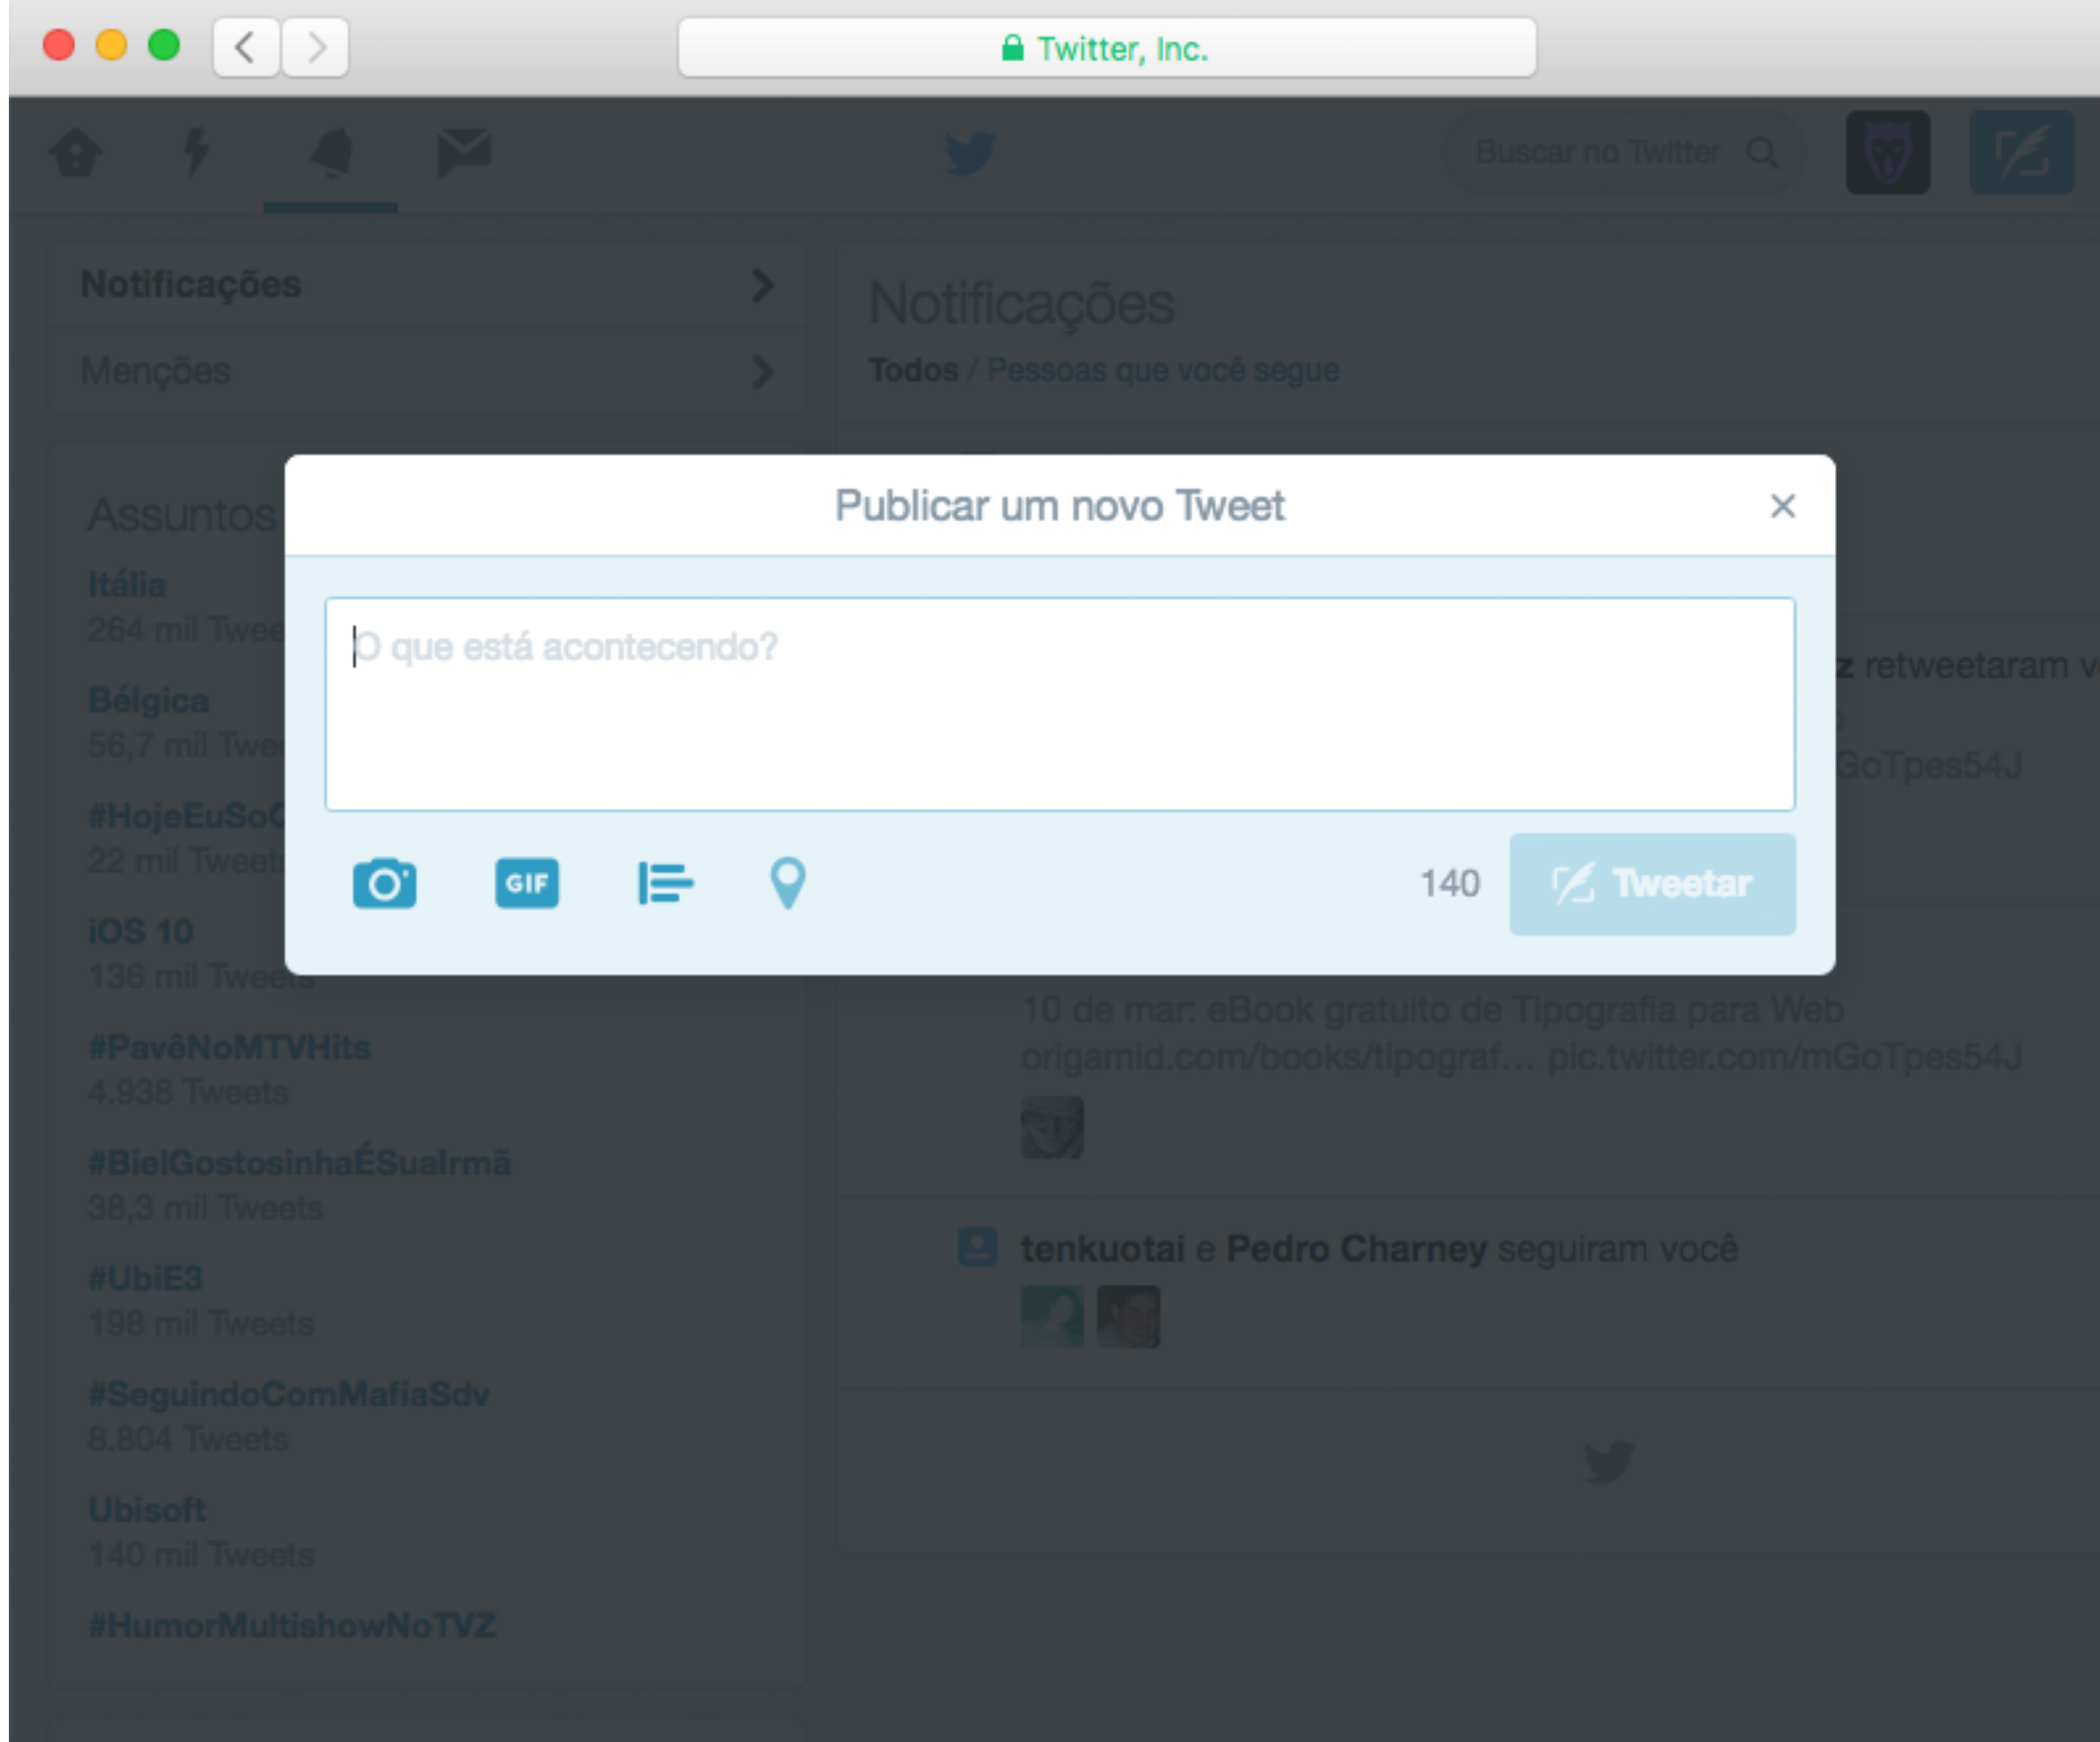 Twitter, Inc.
Buscar no Twitter
Notificações
Menções
Notificações
Todos / Pessoas que você segue
Publicar um novo Tweet
O que está acontecendo?
GIF
140
Tweetar
Assuntos
Itália
264 mil Twee
Bélgica
56,7 mil Twe
#HojeEuSo
22 mil Tweet
iOS 10
136 mil Tweets
#PavêNoMTVHits
4.938 Tweets
#BielGostosinhaÉSuaIrmã
38,3 mil Tweets
#UbiE3
198 mil Tweets
#SeguindoComMafiaSdv
8.804 Tweets
Ubisoft
140 mil Tweets
#HumorMultishowNoTVZ
z retweetaram v
GoTpes54J
10 de mar: eBook gratuito de Tipografia para Web
origamid.com/books/tipograf... pic.twitter.com/mGoTpes54J
tenkuotai e Pedro Charney seguiram você